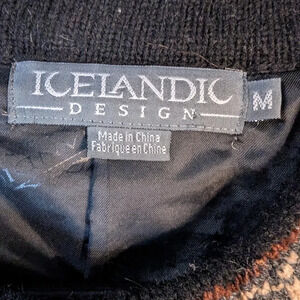 ICELANDIC
DESIGN
M
Made in China
Fabriqué en Chine